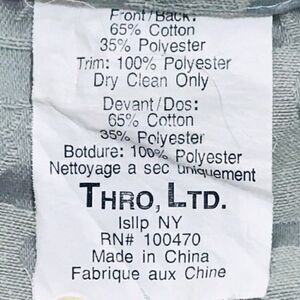 Front/Back:
65% Cotton
35% Polyester
Trim: 100% Polyester
Dry Clean Only
Devant/Dos:
65% Cotton
35% Polyester
Botdure: 100% Polyester
Nettoyage a sec uniquement
THRO, LTD.
Isllp NY
RN# 100470
Made in China
Fabrique aux Chine